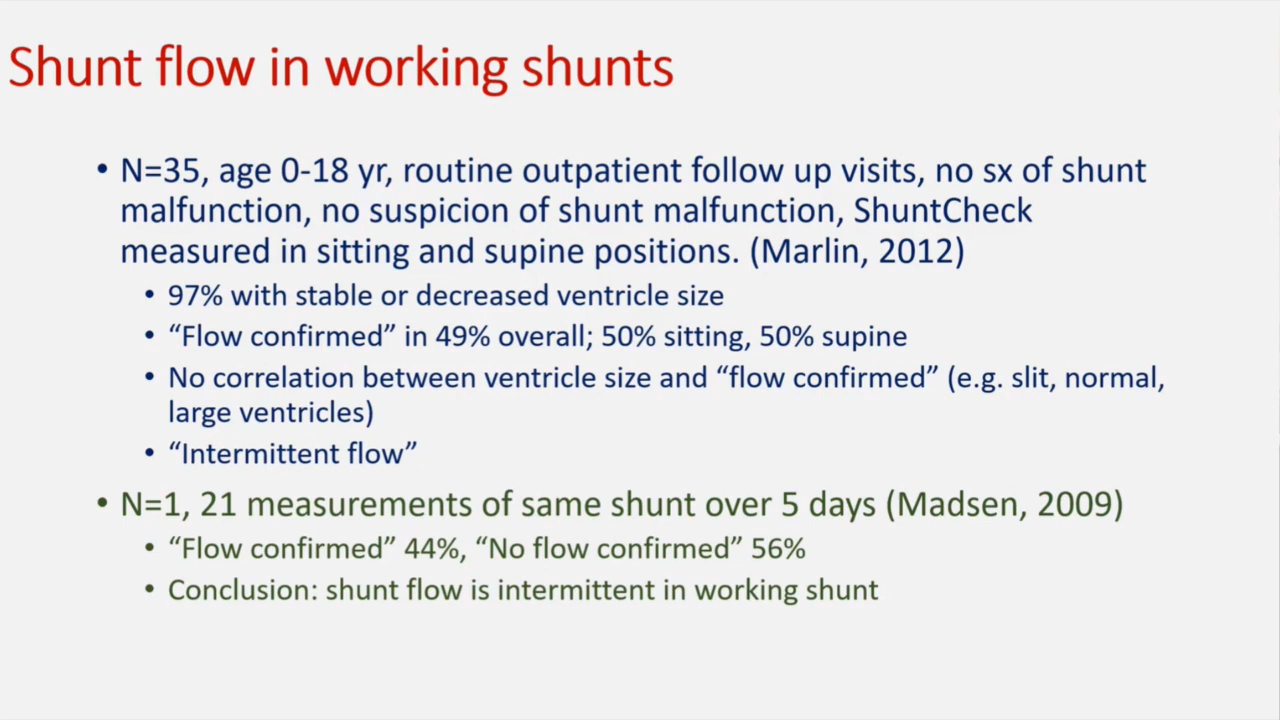 Shunt flow in working shunts
• N=35, age 0-18 yr, routine outpatient follow up visits, no sx of shunt
malfunction, no suspicion of shunt malfunction, ShuntCheck
measured in sitting and supine positions. (Marlin, 2012)
• 97% with stable or decreased ventricle size
• “Flow confirmed” in 49% overall; 50% sitting, 50% supine
• No correlation between ventricle size and “flow confirmed” (e.g. slit, normal,
large ventricles)
• “Intermittent flow”
• N=1, 21 measurements of same shunt over 5 days (Madsen, 2009)
• “Flow confirmed” 44%, “No flow confirmed” 56%
• Conclusion: shunt flow is intermittent in working shunt